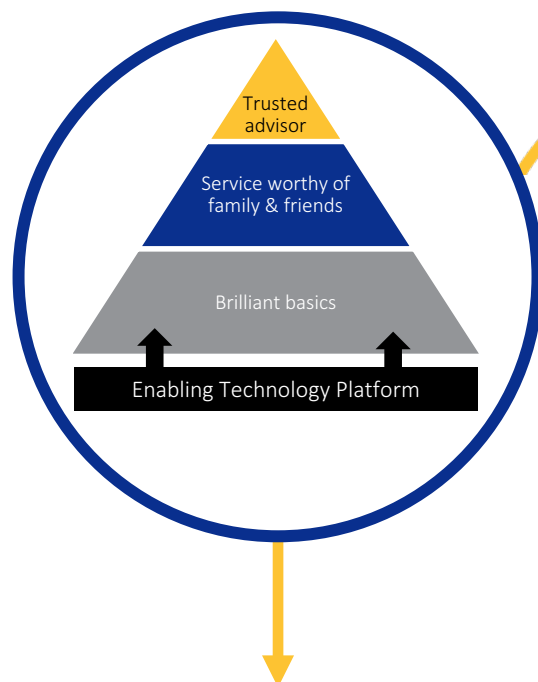 Trusted
advisor
Service worthy of
family & friends
Brilliant basics
Enabling Technology Platform